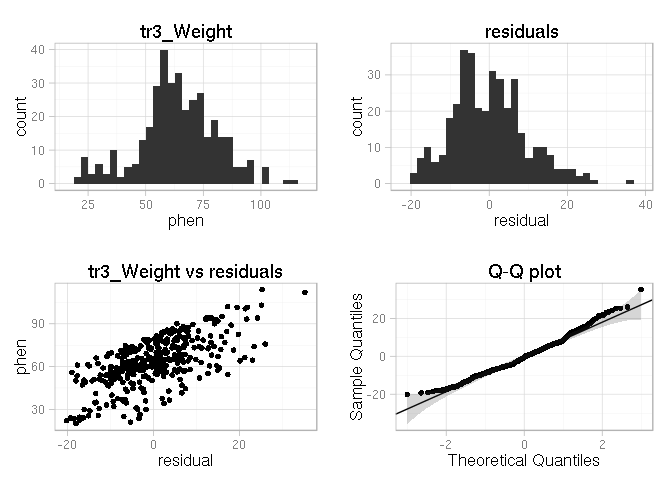 tr3_Weight
count
40
30
20
10
0
25
50
75
100
phen
residuals
count
30
20
10
0
-20
0
20
40
residual
tr3_Weight vs residuals
phen
90
60
30
-20
0
20
residual
Q-Q plot
Sample Quantiles
20
0
-20
-2
0
2
Theoretical Quantiles